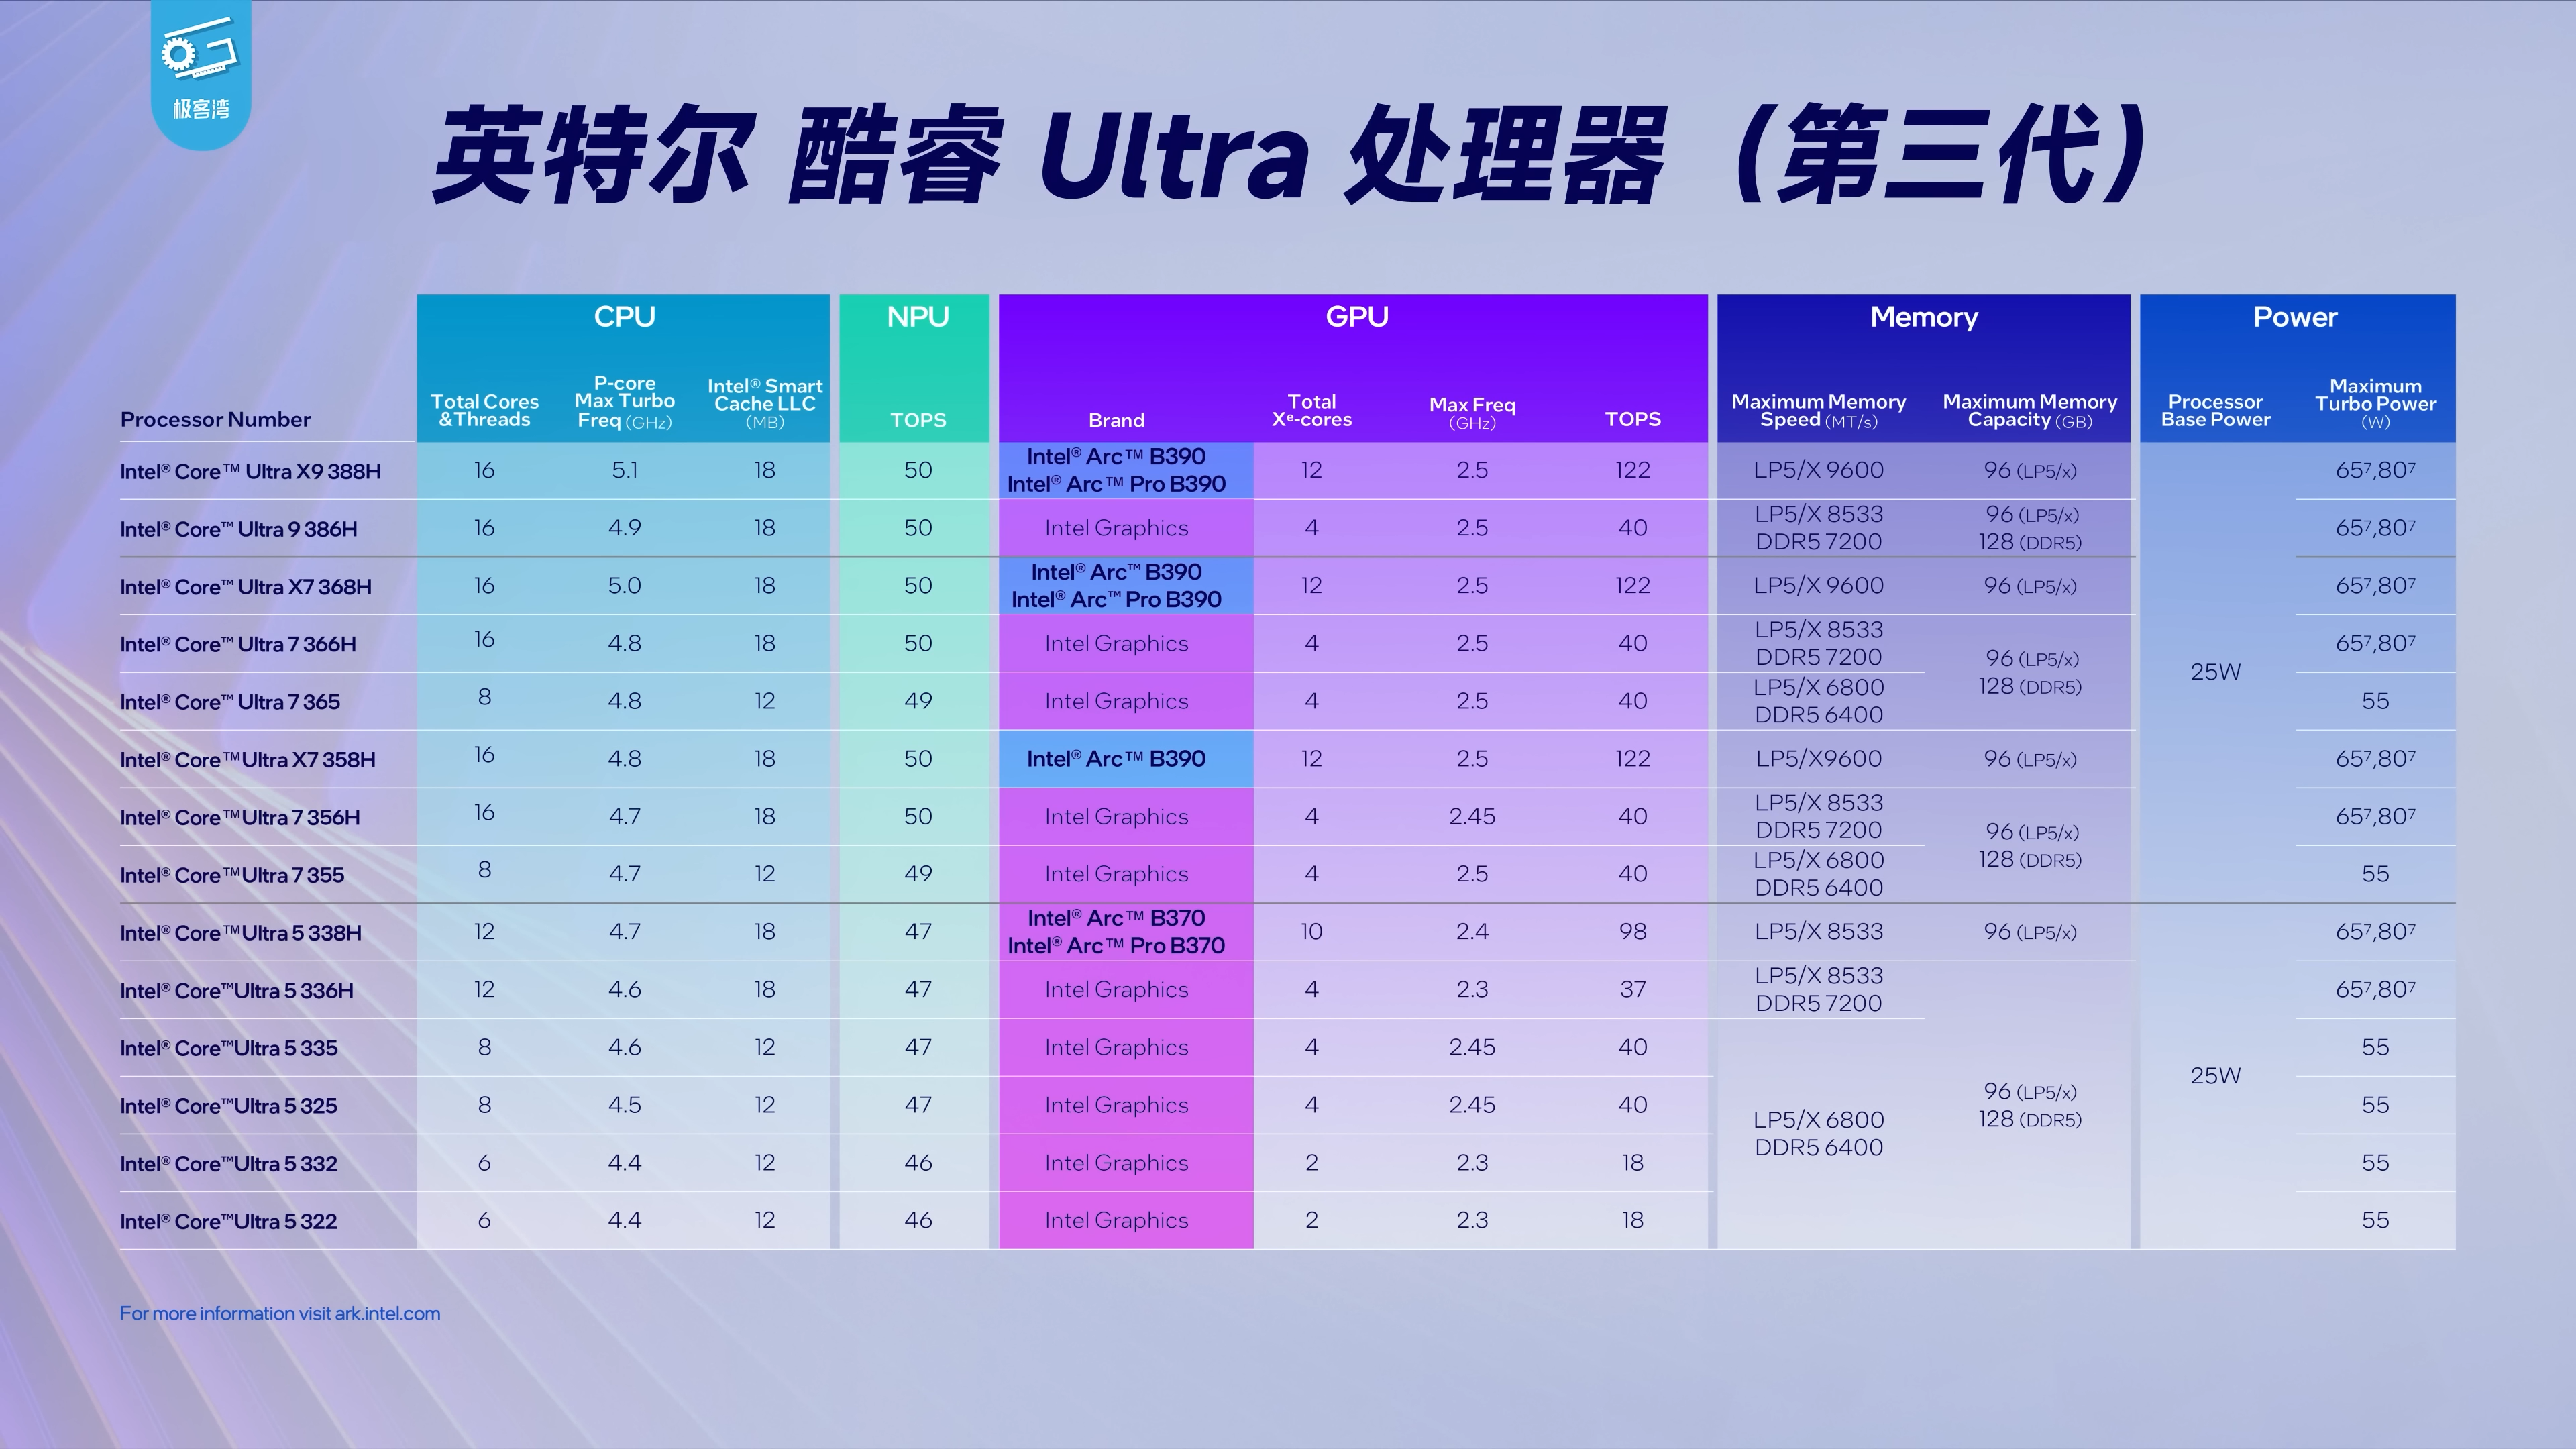 极客湾
英特尔 酷睿 Ultra 处理器（第三代）
CPU NPU GPU Memory Power
Processor Number Total Cores &Threads P-core Max Turbo Freq (GHz) Intel® Smart Cache LLC (MB) TOPS Brand Total Xᵉ-cores Max Freq (GHz) TOPS Maximum Memory Speed (MT/s) Maximum Memory Capacity (GB) Processor Base Power Maximum Turbo Power (W)
Intel® Core™ Ultra X9 388H 16 5.1 18 50 Intel® Arc™ B390 Intel® Arc™ Pro B390 12 2.5 122 LP5/X 9600 96 (LP5/x) 65⁷,80⁷
Intel® Core™ Ultra 9 386H 16 4.9 18 50 Intel Graphics 4 2.5 40 LP5/X 8533 DDR5 7200 96 (LP5/x) 128 (DDR5) 65⁷,80⁷
Intel® Core™ Ultra X7 368H 16 5.0 18 50 Intel® Arc™ B390 Intel® Arc™ Pro B390 12 2.5 122 LP5/X 9600 96 (LP5/x) 65⁷,80⁷
Intel® Core™ Ultra 7 366H 16 4.8 18 50 Intel Graphics 4 2.5 40 LP5/X 8533 DDR5 7200 96 (LP5/x) 128 (DDR5) 25W 65⁷,80⁷
Intel® Core™ Ultra 7 365 8 4.8 12 49 Intel Graphics 4 2.5 40 LP5/X 6800 DDR5 6400 55
Intel® Core™Ultra X7 358H 16 4.8 18 50 Intel® Arc™ B390 12 2.5 122 LP5/X9600 96 (LP5/x) 65⁷,80⁷
Intel® Core™Ultra 7 356H 16 4.7 18 50 Intel Graphics 4 2.45 40 LP5/X 8533 DDR5 7200 96 (LP5/x) 128 (DDR5) 65⁷,80⁷
Intel® Core™Ultra 7 355 8 4.7 12 49 Intel Graphics 4 2.5 40 LP5/X 6800 DDR5 6400 55
Intel® Core™Ultra 5 338H 12 4.7 18 47 Intel® Arc™ B370 Intel® Arc™ Pro B370 10 2.4 98 LP5/X 8533 96 (LP5/x) 65⁷,80⁷
Intel® Core™Ultra 5 336H 12 4.6 18 47 Intel Graphics 4 2.3 37 LP5/X 8533 DDR5 7200 65⁷,80⁷
Intel® Core™Ultra 5 335 8 4.6 12 47 Intel Graphics 4 2.45 40 25W 55
Intel® Core™Ultra 5 325 8 4.5 12 47 Intel Graphics 4 2.45 40 LP5/X 6800 DDR5 6400 96 (LP5/x) 128 (DDR5) 55
Intel® Core™Ultra 5 332 6 4.4 12 46 Intel Graphics 2 2.3 18 55
Intel® Core™Ultra 5 322 6 4.4 12 46 Intel Graphics 2 2.3 18 55
For more information visit ark.intel.com